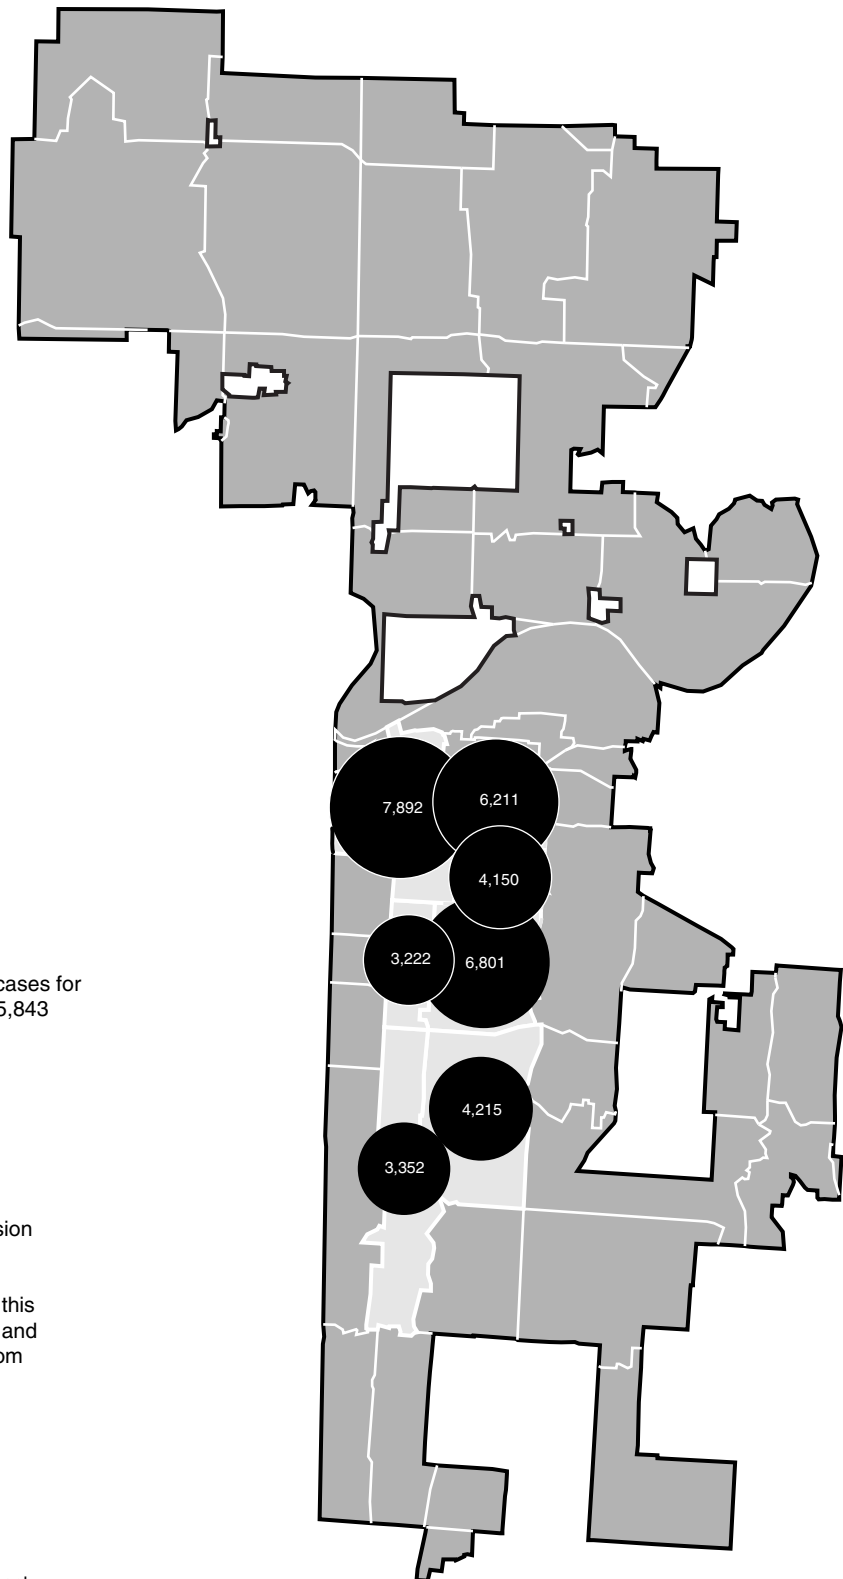 7,892
6,211
4,150
3,222
6,801
cases for
5,843
4,215
3,352
sion
this
and
om